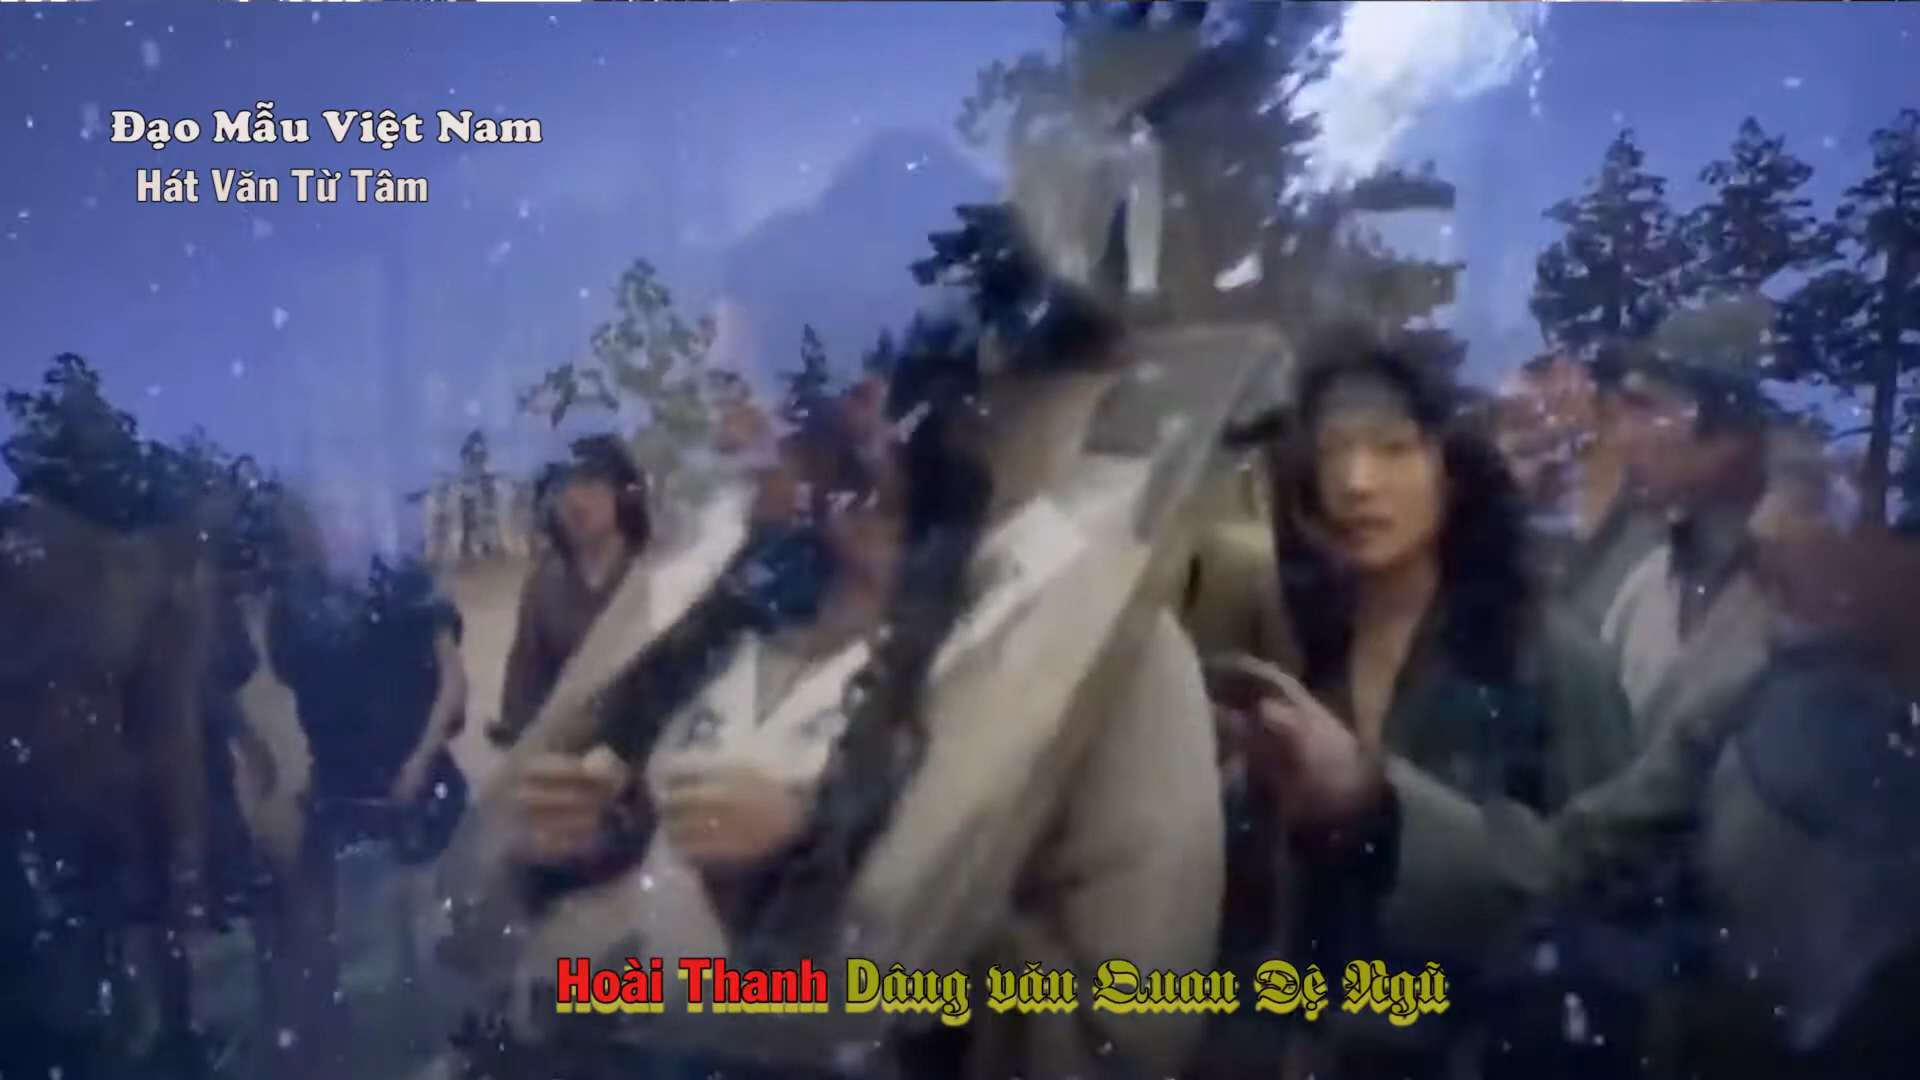 Đạo Mẫu Việt Nam
Hát Văn Từ Tâm
Hoài Thanh Dâng văn Quan Đệ Ngũ